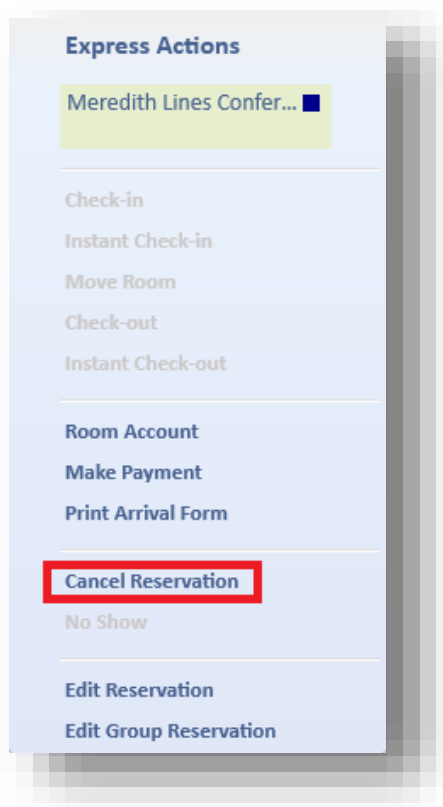 Express Actions
Meredith Lines Confer...
Check-in
Instant Check-in
Move Room
Check-out
Instant Check-out
Room Account
Make Payment
Print Arrival Form
Cancel Reservation
No Show
Edit Reservation
Edit Group Reservation